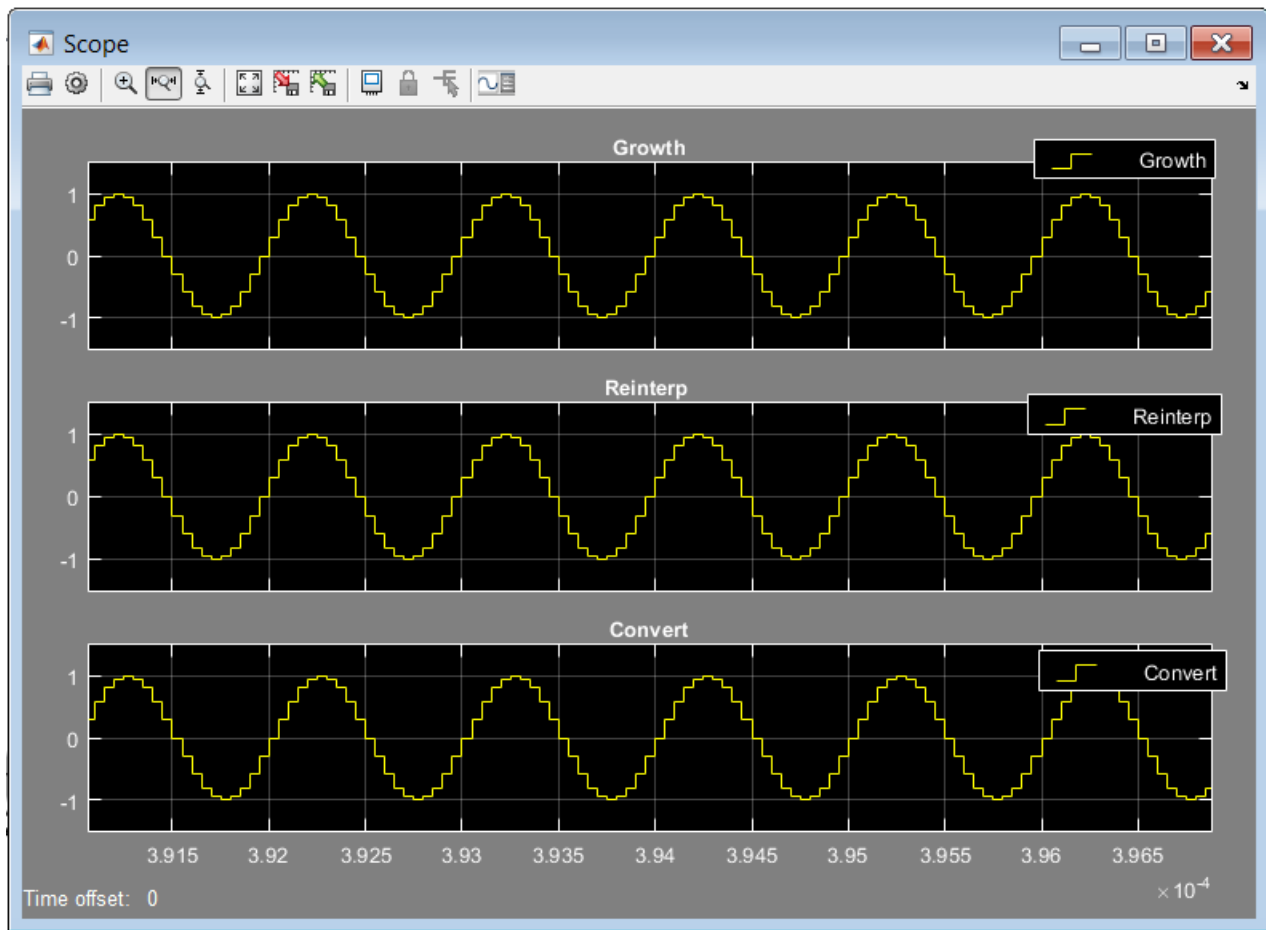 Scope
Growth
Growth
1
0
-1
Reinterp
Reinterp
1
0
-1
Convert
Convert
1
0
-1
3.915 3.92 3.925 3.93 3.935 3.94 3.945 3.95 3.955 3.96 3.965
× 10⁻⁴
Time offset: 0